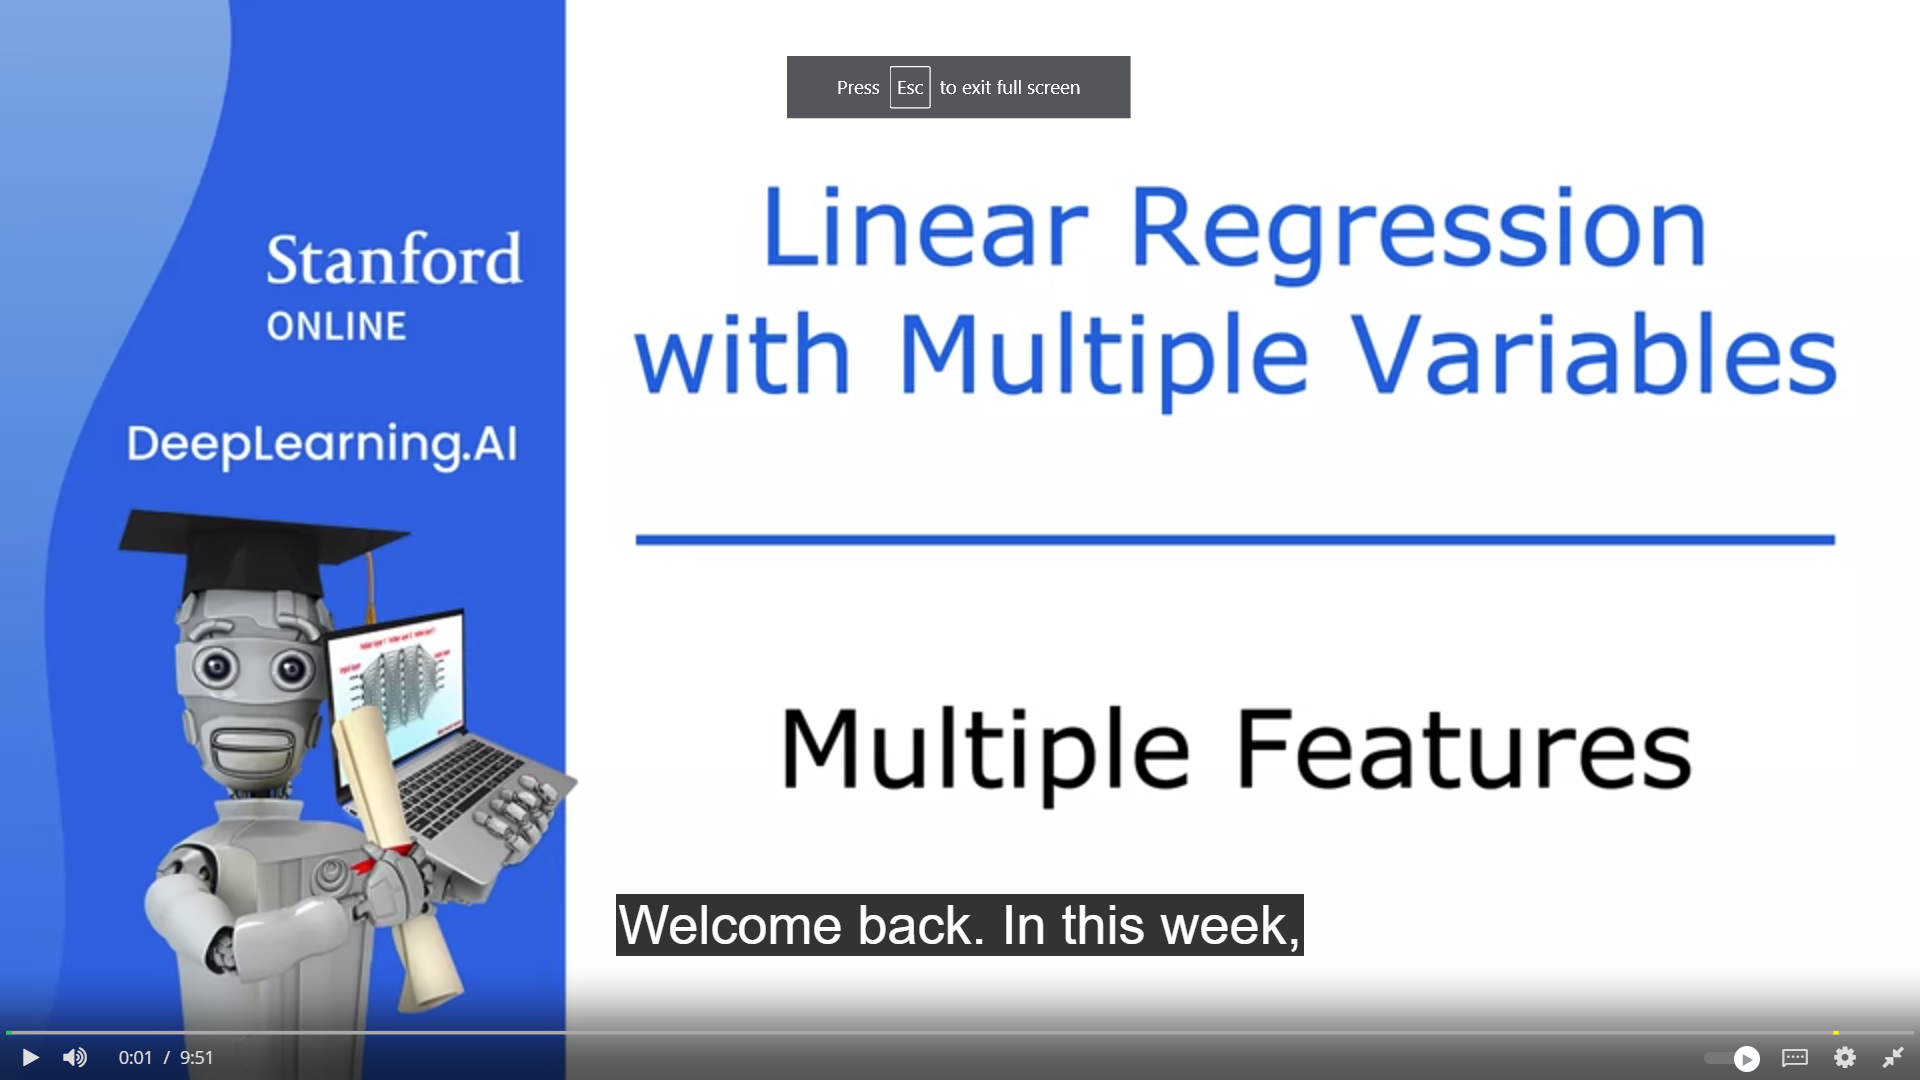 Press Esc to exit full screen
Stanford
ONLINE
DeepLearning.AI
Linear Regression
with Multiple Variables
Multiple Features
Welcome back. In this week,
0:01 / 9:51